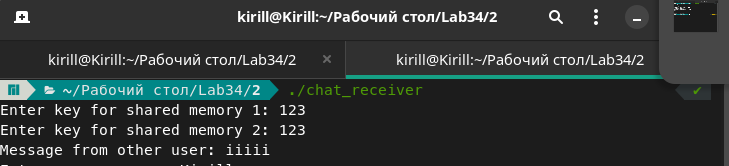 kirill@Kirill:~/Рабочий стол/Lab34/2
kirill@Kirill:~/Рабочий стол/Lab34/2 ×
kirill@Kirill:~/Рабочий стол/Lab34/2
~/Рабочий стол/Lab34/2 ./chat_receiver ✔
Enter key for shared memory 1: 123
Enter key for shared memory 2: 123
Message from other user: iiiii